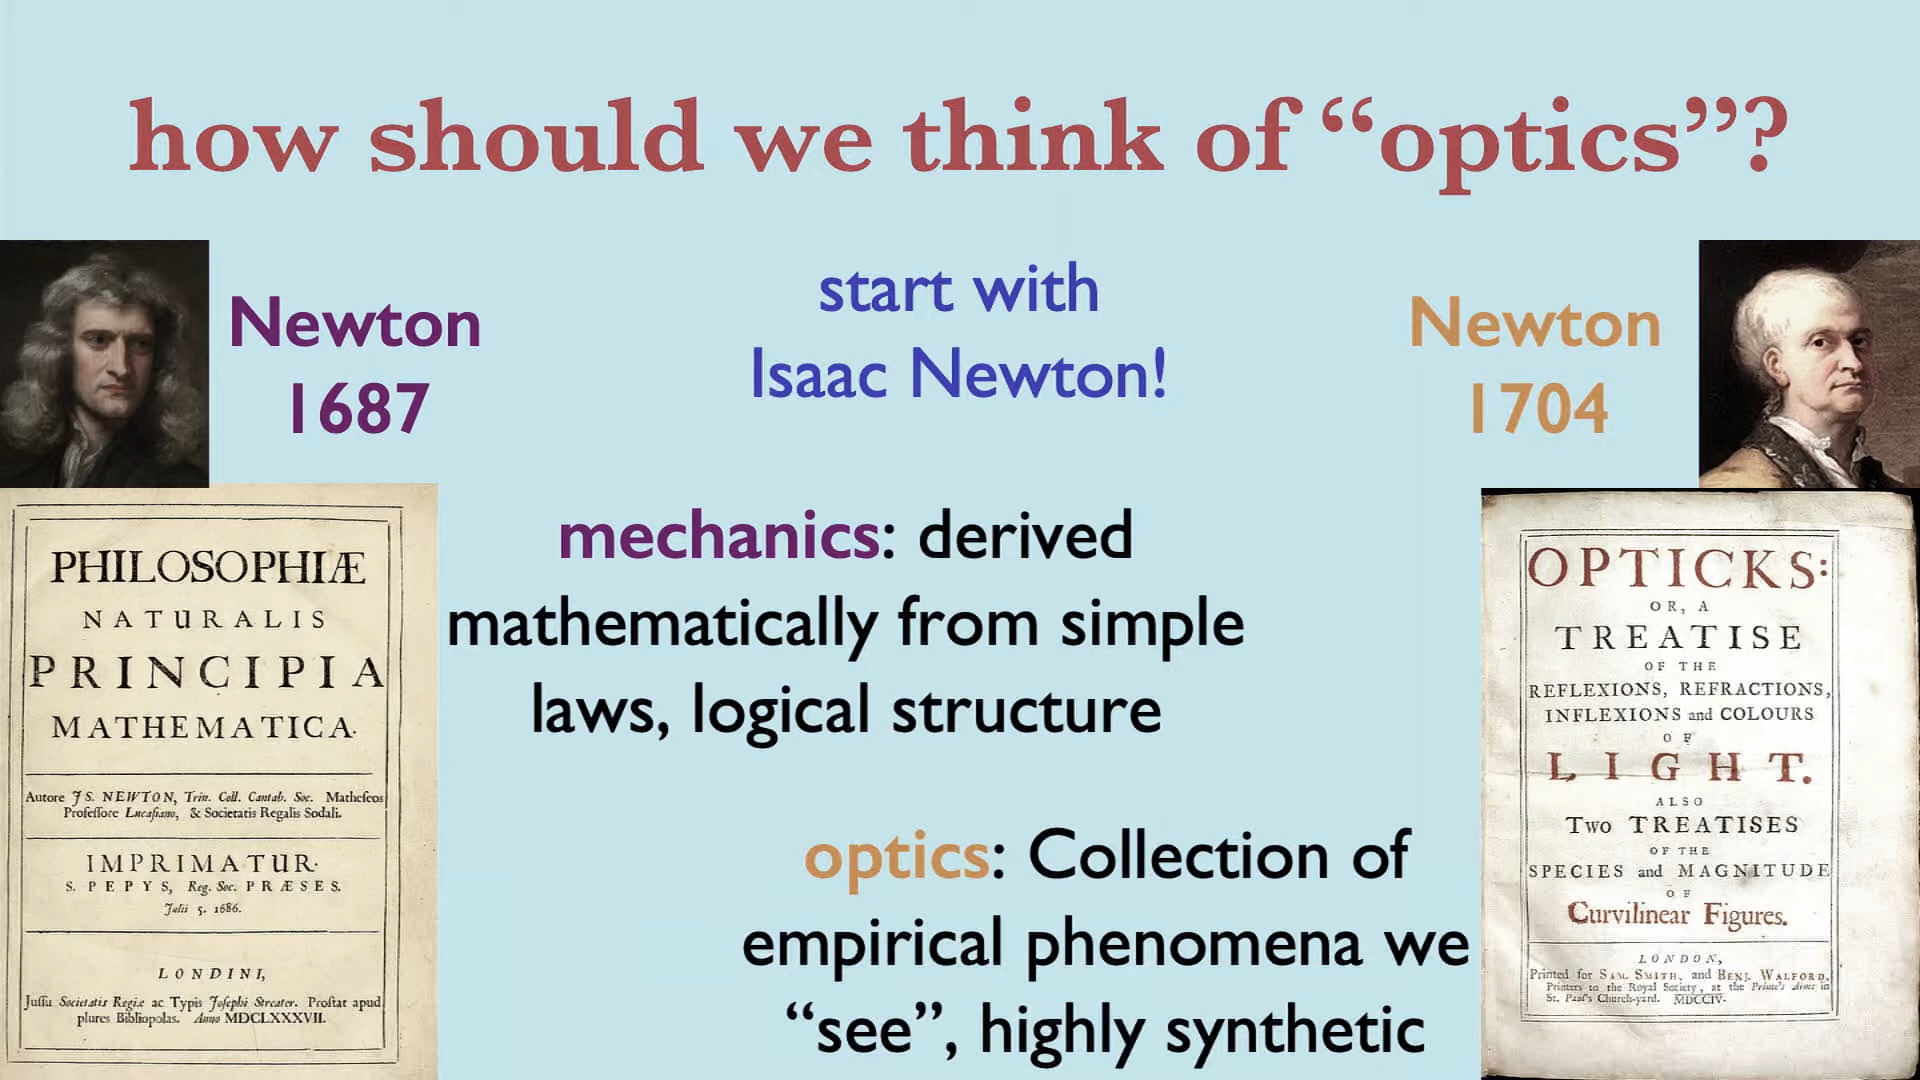 how should we think of “optics”?
start with
Isaac Newton!
Newton
1687
Newton
1704
mechanics: derived
mathematically from simple
laws, logical structure
optics: Collection of
empirical phenomena we
“see”, highly synthetic
PHILOSOPHIÆ
NATURALIS
PRINCIPIA
MATHEMATICA.
Autore JS. NEWTON, Trin. Coll. Cantab. Soc. Matheseos
Professore Lucasiano, & Societatis Regalis Sodali.
IMPRIMATUR.
S. PEPYS, Reg. Soc. PRÆSES.
Julii 5. 1686.
LONDINI,
Jussu Societatis Regiæ ac Typis Josephi Streater. Prostat apud
plures Bibliopolas. Anno MDCLXXXVII.
OPTICKS:
OR, A
TREATISE
OF THE
REFLEXIONS, REFRACTIONS,
INFLEXIONS and COLOURS
OF
LIGHT.
ALSO
Two TREATISES
OF THE
SPECIES and MAGNITUDE
OF
Curvilinear Figures.
LONDON,
Printed for SAM. SMITH, and BENJ. WALFORD,
Printers to the Royal Society, at the Prince's Arms in
St. Paul's Church-yard. MDCCIV.